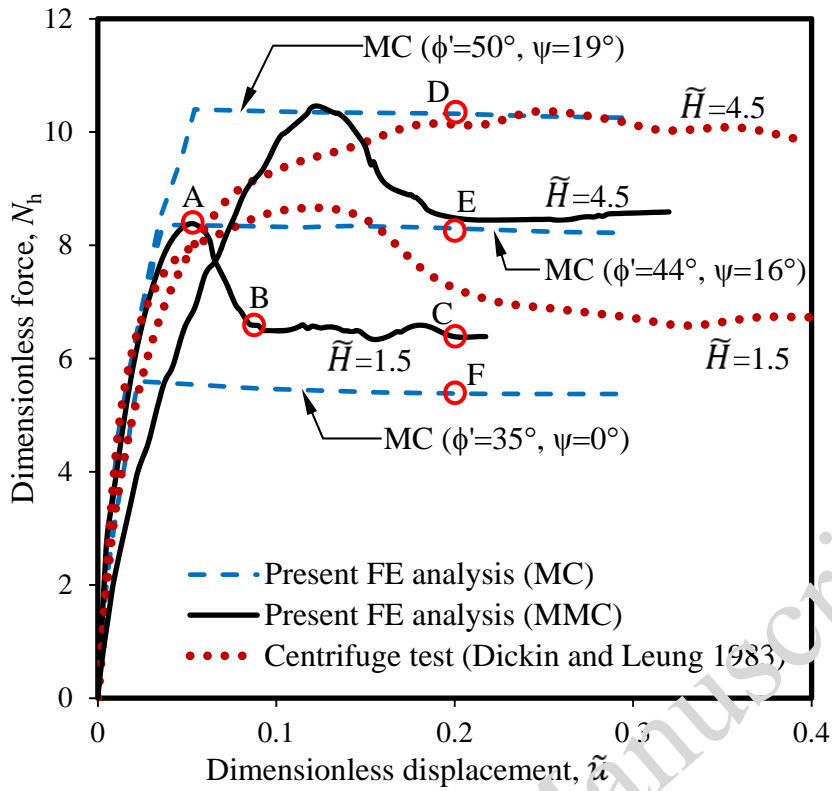 12
10
8
6
4
2
0
0
0.1
0.2
0.3
0.4
Dimensionless force, Nh
Dimensionless displacement, ũ
MC (ϕ'=50°, ψ=19°)
D
H̃=4.5
A
E
H̃=4.5
MC (ϕ'=44°, ψ=16°)
B
C
H̃=1.5
H̃=1.5
F
MC (ϕ'=35°, ψ=0°)
Present FE analysis (MC)
Present FE analysis (MMC)
Centrifuge test (Dickin and Leung 1983)
Manuscri